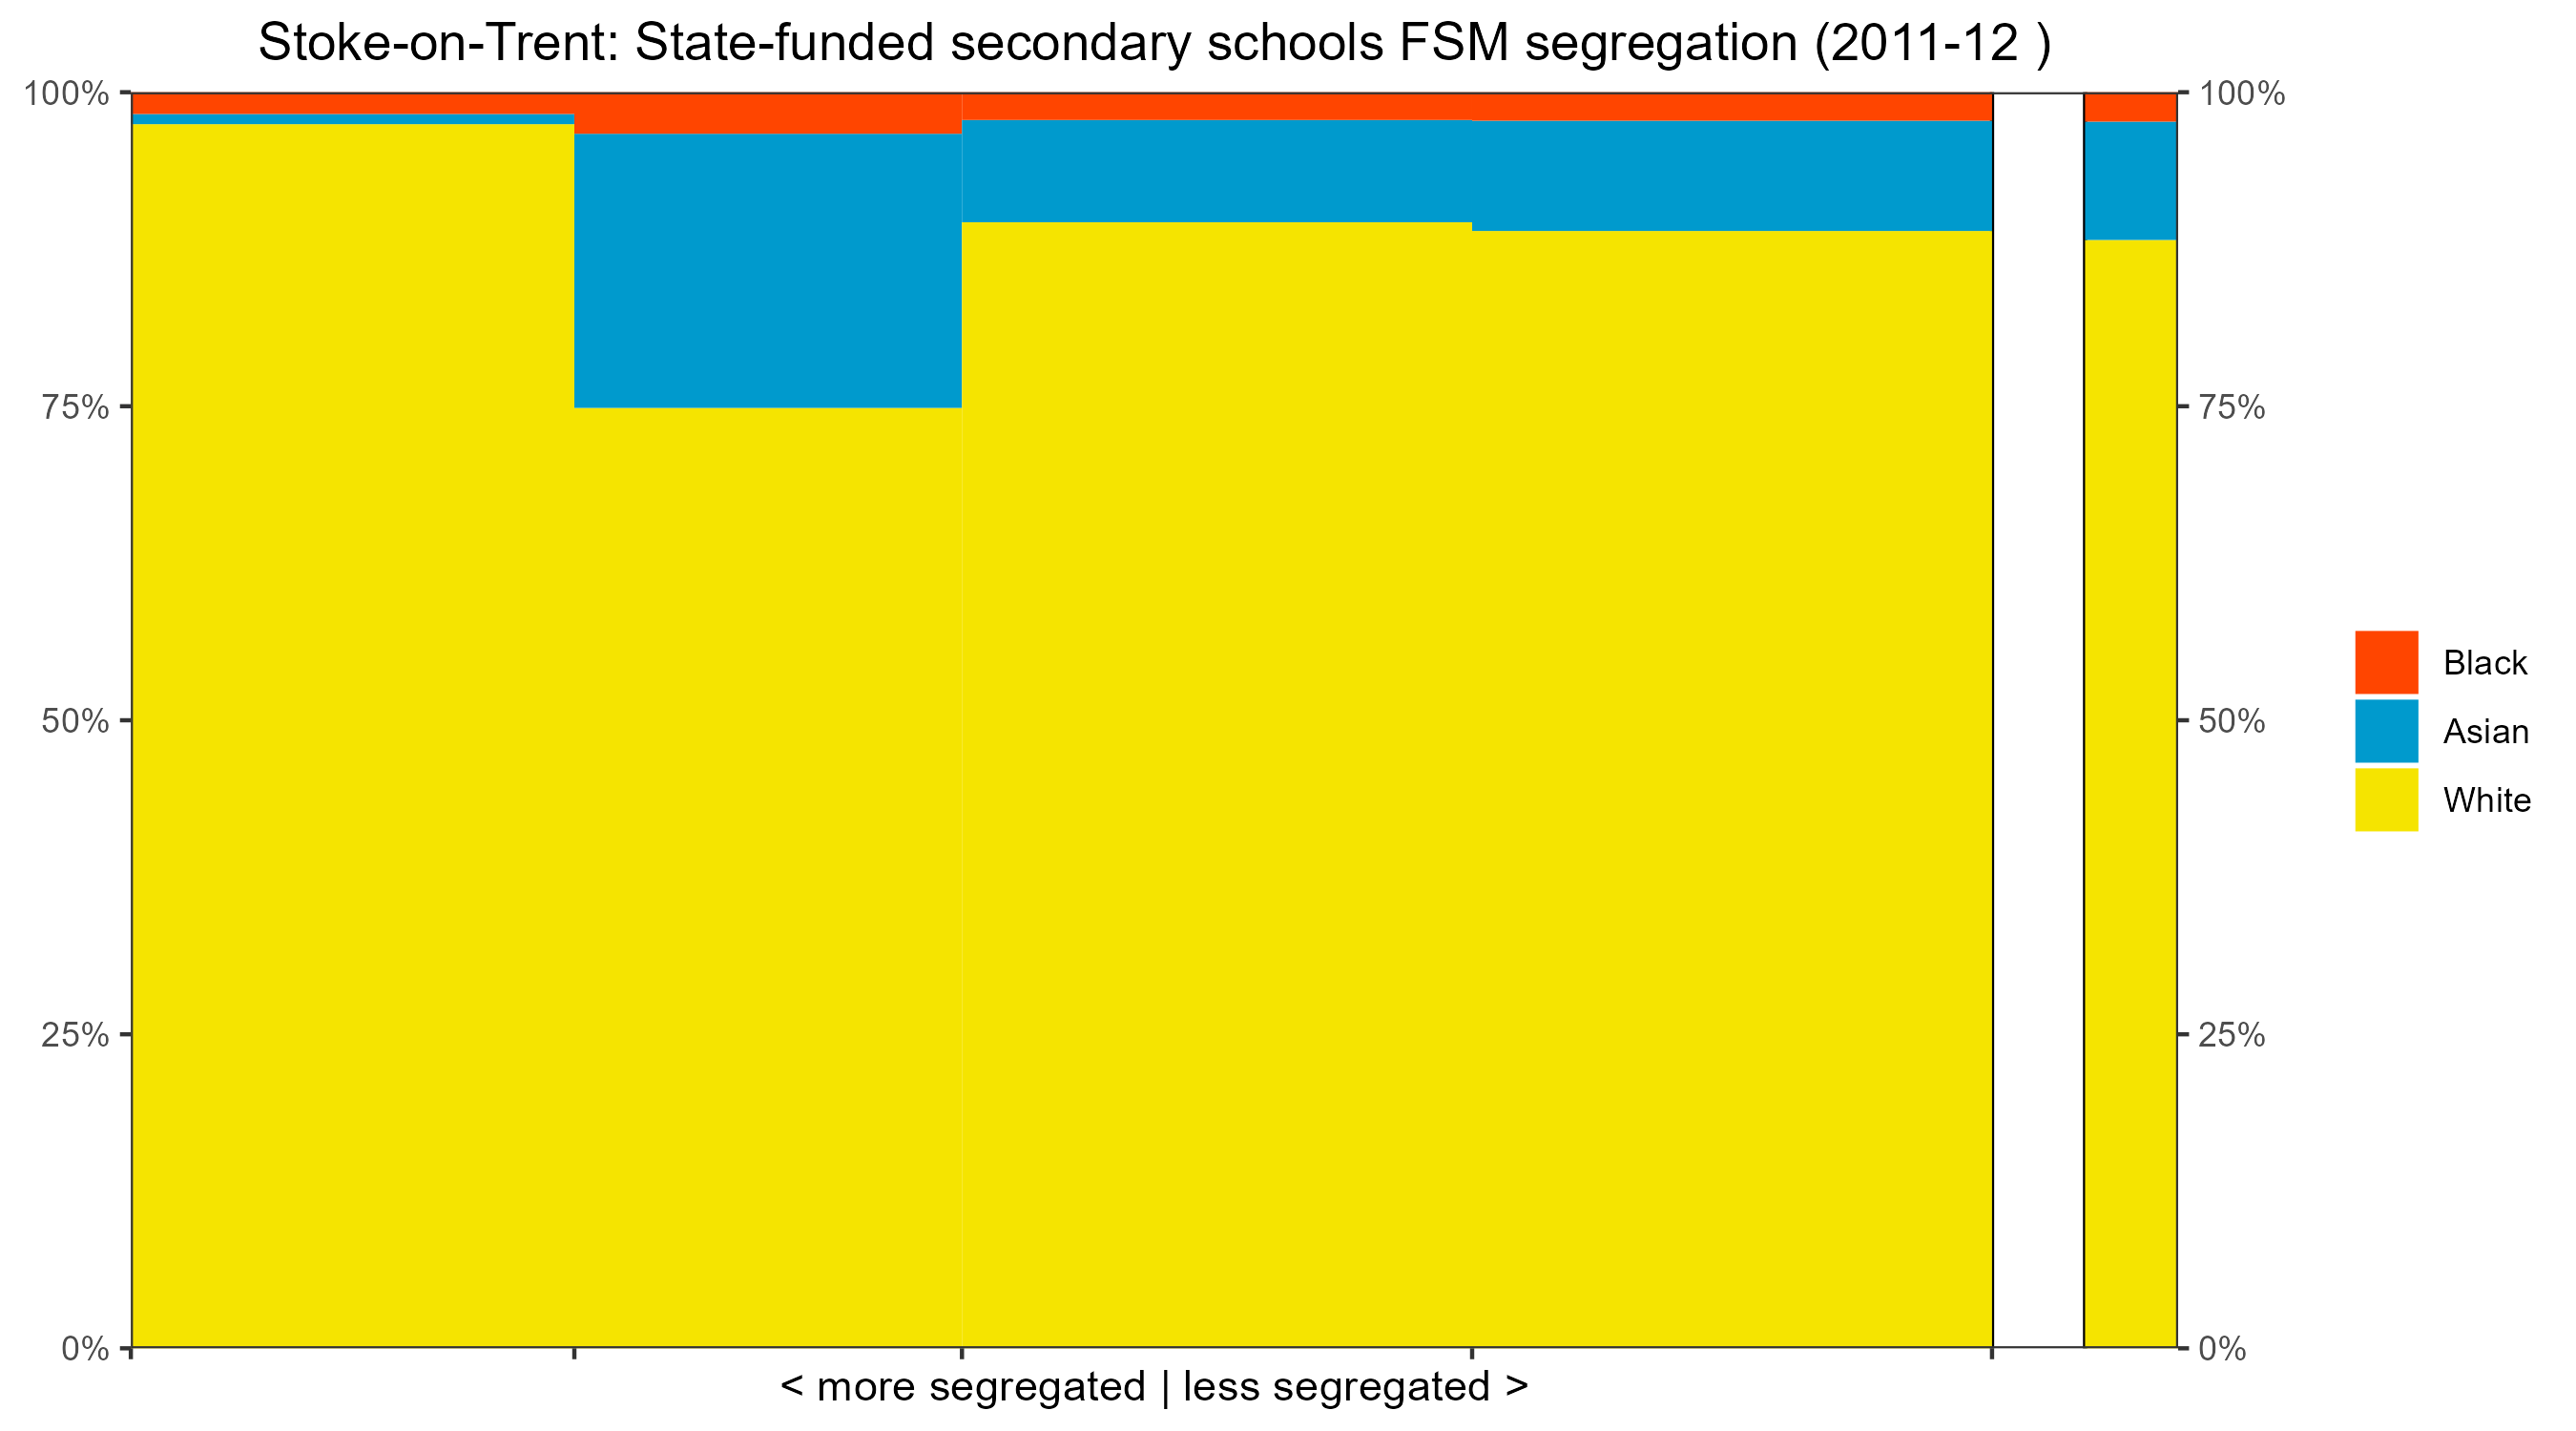 Stoke-on-Trent: State-funded secondary schools FSM segregation (2011-12 )
100%
75%
50%
25%
0%
100%
75%
50%
25%
0%
Black
Asian
White
< more segregated | less segregated >